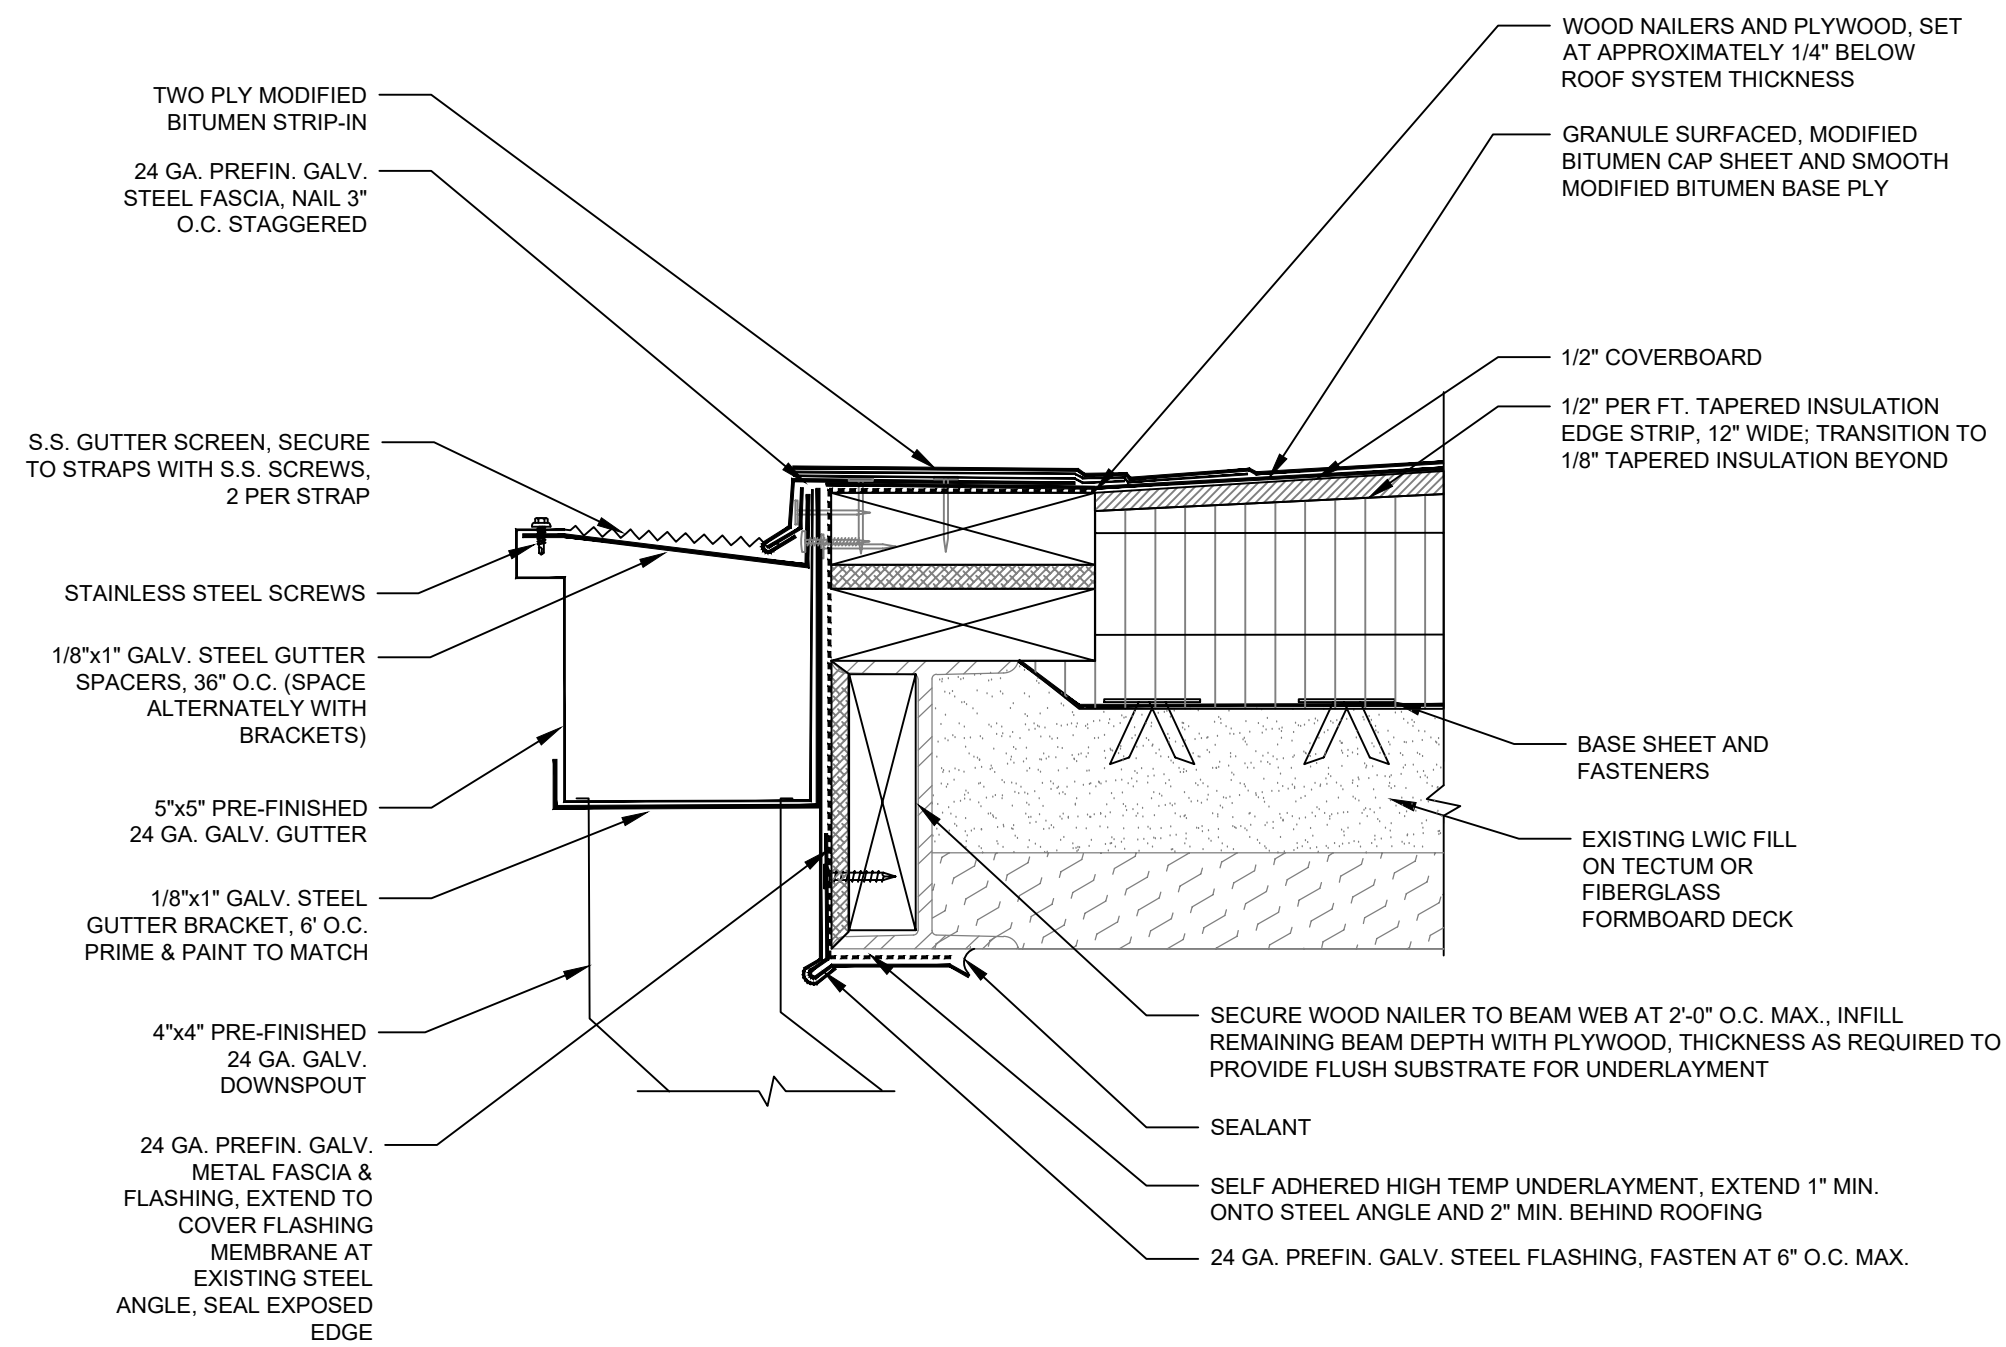 TWO PLY MODIFIED
BITUMEN STRIP-IN
24 GA. PREFIN. GALV.
STEEL FASCIA, NAIL 3"
O.C. STAGGERED
S.S. GUTTER SCREEN, SECURE
TO STRAPS WITH S.S. SCREWS,
2 PER STRAP
STAINLESS STEEL SCREWS
1/8"x1" GALV. STEEL GUTTER
SPACERS, 36" O.C. (SPACE
ALTERNATELY WITH
BRACKETS)
5"x5" PRE-FINISHED
24 GA. GALV. GUTTER
1/8"x1" GALV. STEEL
GUTTER BRACKET, 6' O.C.
PRIME & PAINT TO MATCH
4"x4" PRE-FINISHED
24 GA. GALV.
DOWNSPOUT
24 GA. PREFIN. GALV.
METAL FASCIA &
FLASHING, EXTEND TO
COVER FLASHING
MEMBRANE AT
EXISTING STEEL
ANGLE, SEAL EXPOSED
EDGE
WOOD NAILERS AND PLYWOOD, SET
AT APPROXIMATELY 1/4" BELOW
ROOF SYSTEM THICKNESS
GRANULE SURFACED, MODIFIED
BITUMEN CAP SHEET AND SMOOTH
MODIFIED BITUMEN BASE PLY
1/2" COVERBOARD
1/2" PER FT. TAPERED INSULATION
EDGE STRIP, 12" WIDE; TRANSITION TO
1/8" TAPERED INSULATION BEYOND
BASE SHEET AND
FASTENERS
EXISTING LWIC FILL
ON TECTUM OR
FIBERGLASS
FORMBOARD DECK
SECURE WOOD NAILER TO BEAM WEB AT 2'-0" O.C. MAX., INFILL
REMAINING BEAM DEPTH WITH PLYWOOD, THICKNESS AS REQUIRED TO
PROVIDE FLUSH SUBSTRATE FOR UNDERLAYMENT
SEALANT
SELF ADHERED HIGH TEMP UNDERLAYMENT, EXTEND 1" MIN.
ONTO STEEL ANGLE AND 2" MIN. BEHIND ROOFING
24 GA. PREFIN. GALV. STEEL FLASHING, FASTEN AT 6" O.C. MAX.